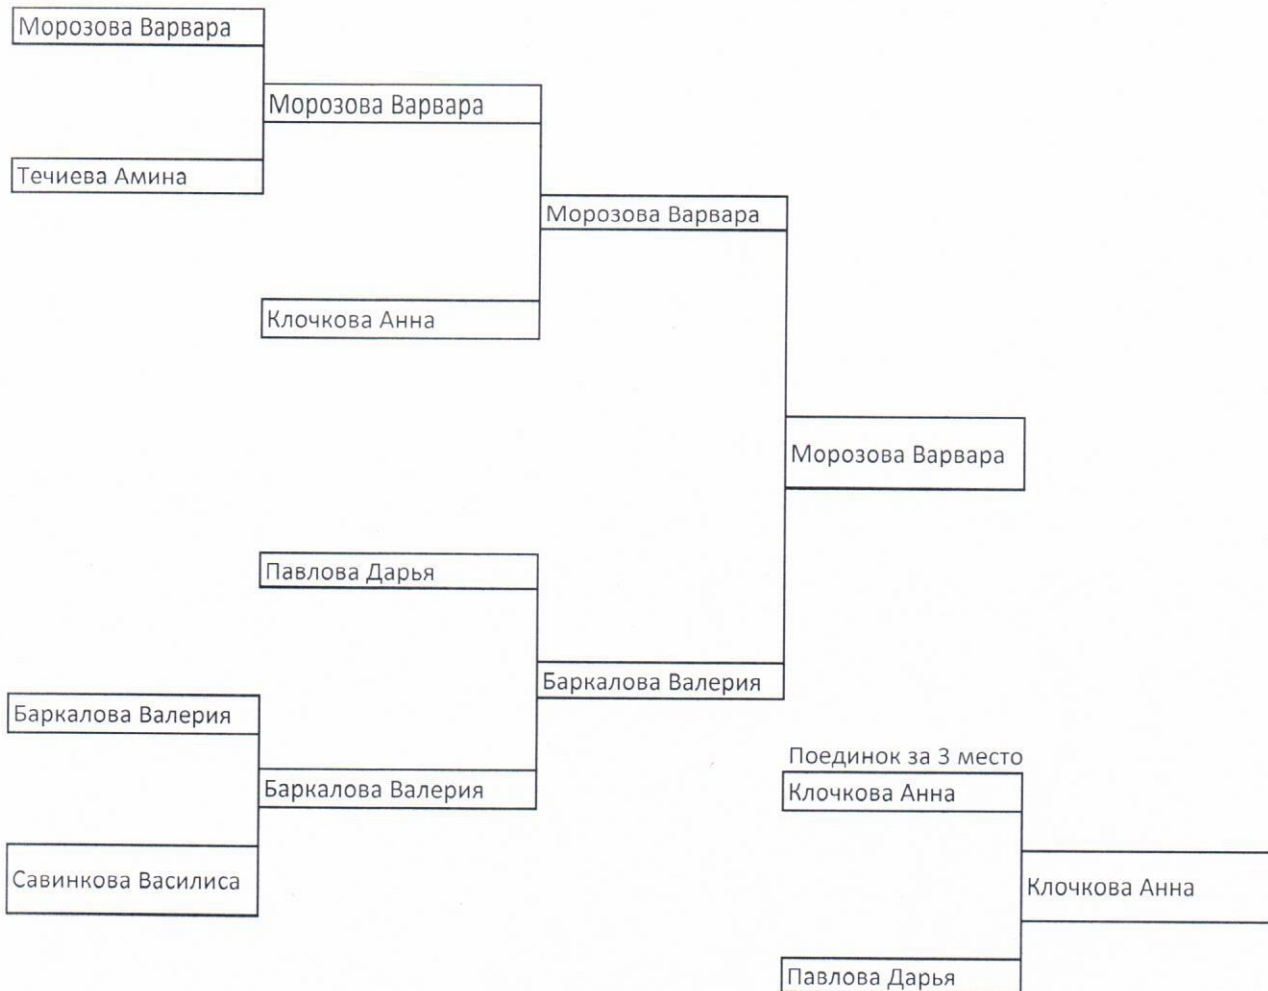 Морозова Варвара
Морозова Варвара
Течиева Амина
Морозова Варвара
Клочкова Анна
Морозова Варвара
Павлова Дарья
Баркалова Валерия
Баркалова Валерия
Поединок за 3 место
Баркалова Валерия
Клочкова Анна
Савинкова Василиса
Клочкова Анна
Павлова Дарья